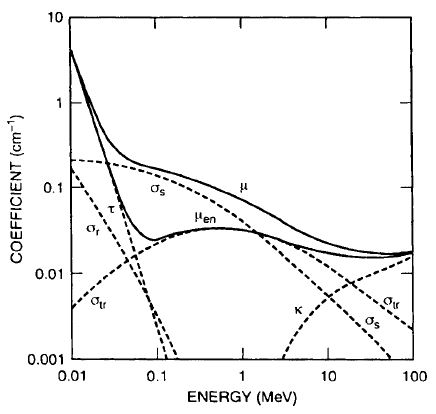 10
1
0.1
0.01
0.001
COEFFICIENT (cm⁻¹)
μ
σs
μen
τ
σr
σtr
κ
σtr
σs
0.01 0.1 1 10 100
ENERGY (MeV)